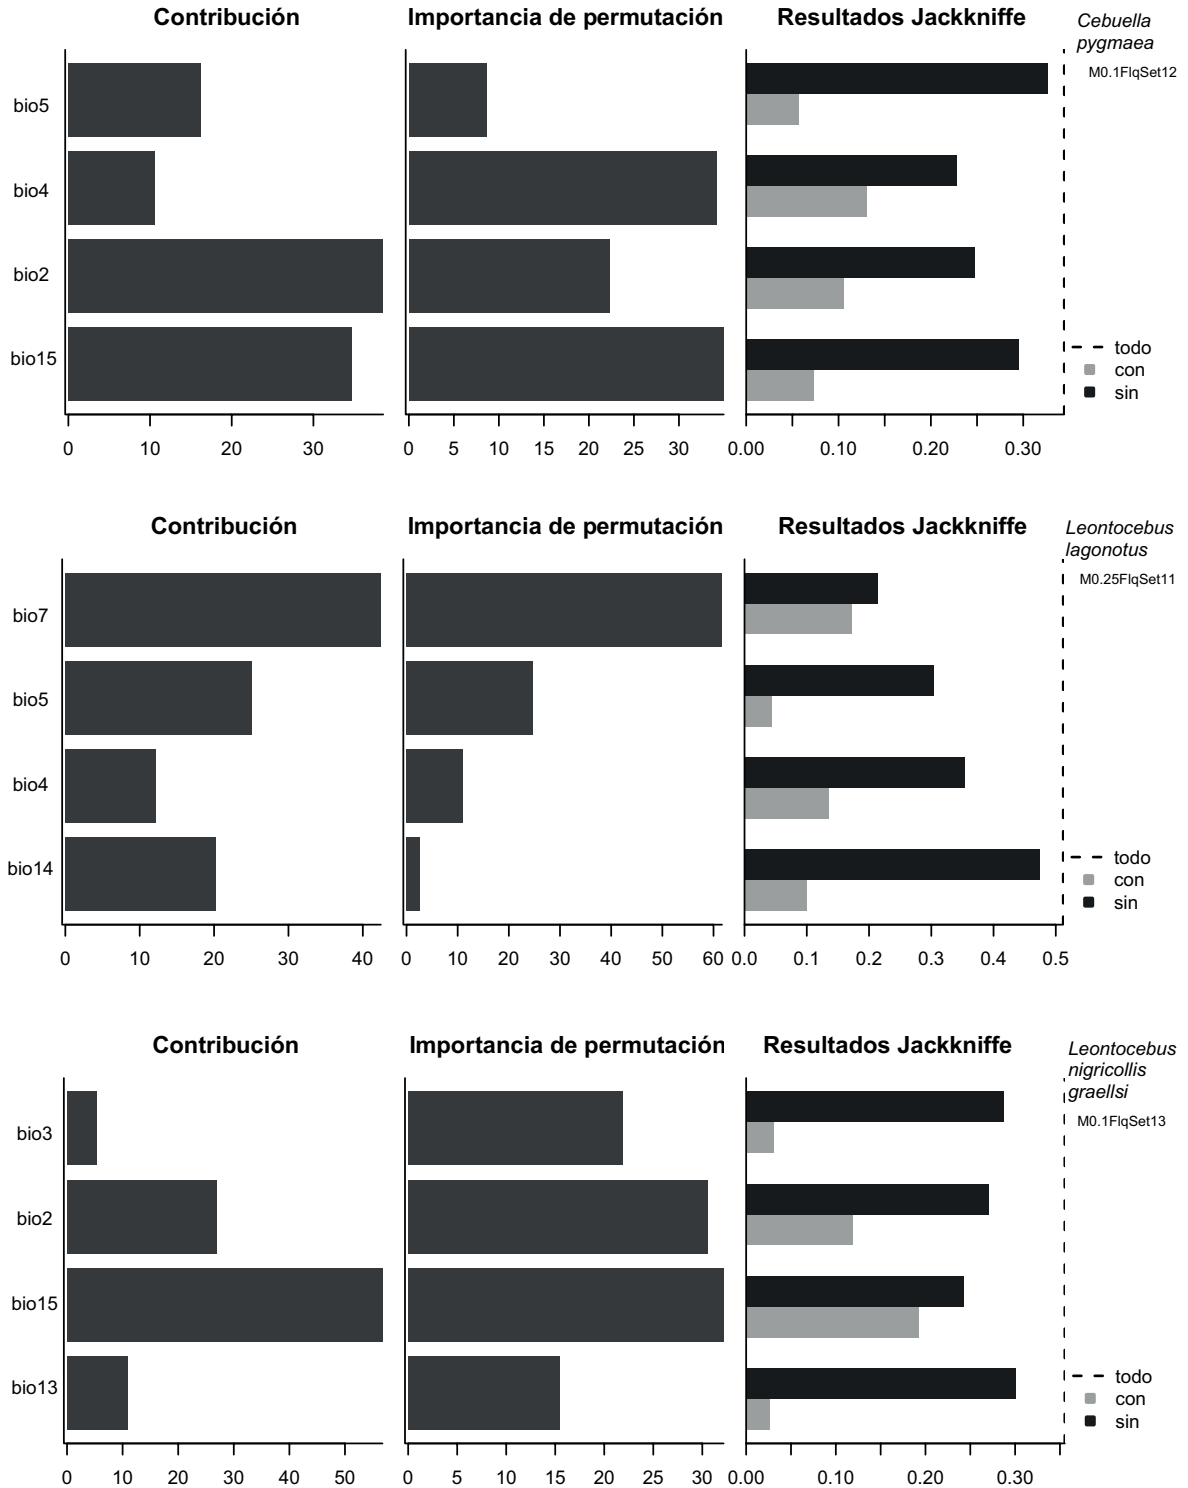 Contribución Importancia de permutación Resultados Jackkniffe
Cebuella
pygmaea
M0.1FlqSet12
bio5
bio4
bio2
bio15
todo
con
sin
0 10 20 30
0 5 10 15 20 25 30
0.00 0.10 0.20 0.30
Contribución Importancia de permutación Resultados Jackkniffe
Leontocebus
lagonotus
M0.25FlqSet11
bio7
bio5
bio4
bio14
todo
con
sin
0 10 20 30 40
0 10 20 30 40 50 60
0.0 0.1 0.2 0.3 0.4 0.5
Contribución Importancia de permutación Resultados Jackkniffe
Leontocebus
nigricollis
graellsi
M0.1FlqSet13
bio3
bio2
bio15
bio13
todo
con
sin
0 10 20 30 40 50
0 5 10 15 20 25 30
0.00 0.10 0.20 0.30